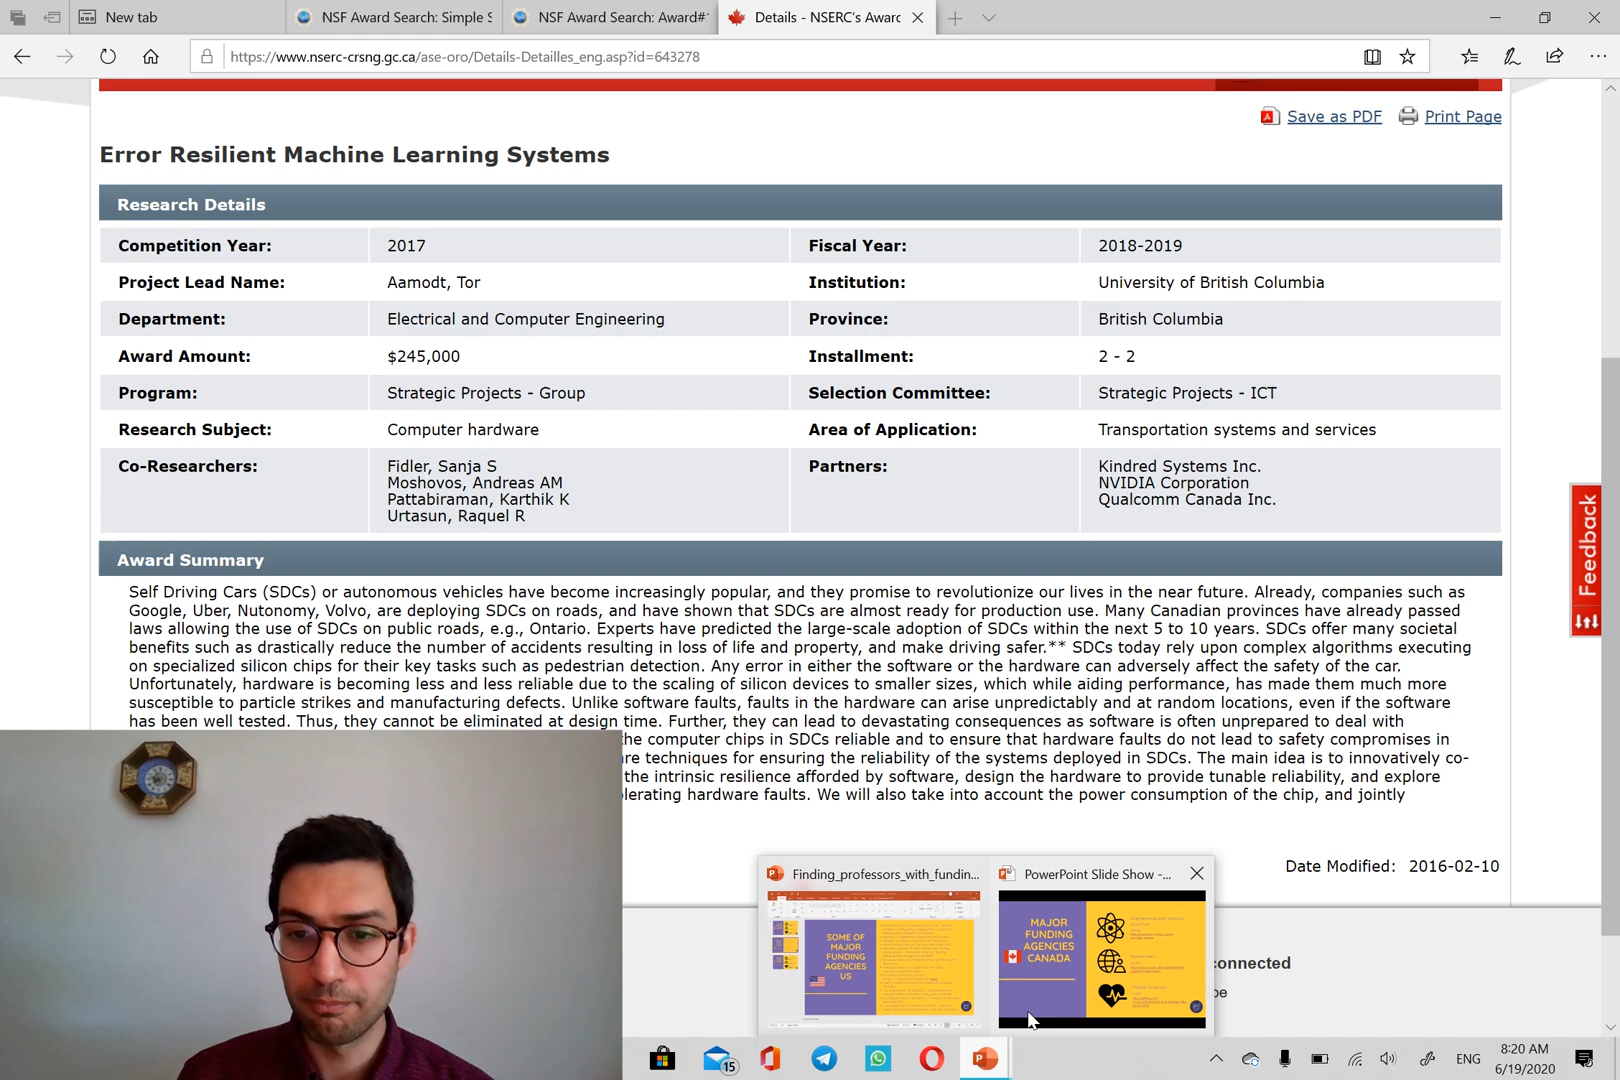 New tab
NSF Award Search: Simple S
NSF Award Search: Award#
Details - NSERC's Awarc
https://www.nserc-crsng.gc.ca/ase-oro/Details-Detailles_eng.asp?id=643278
Save as PDF
Print Page
Error Resilient Machine Learning Systems
Research Details
Competition Year: 2017 Fiscal Year: 2018-2019
Project Lead Name: Aamodt, Tor Institution: University of British Columbia
Department: Electrical and Computer Engineering Province: British Columbia
Award Amount: $245,000 Installment: 2 - 2
Program: Strategic Projects - Group Selection Committee: Strategic Projects - ICT
Research Subject: Computer hardware Area of Application: Transportation systems and services
Co-Researchers: Fidler, Sanja S Partners: Kindred Systems Inc.
Moshovos, Andreas AM NVIDIA Corporation
Pattabiraman, Karthik K Qualcomm Canada Inc.
Urtasun, Raquel R
Feedback
Award Summary
Self Driving Cars (SDCs) or autonomous vehicles have become increasingly popular, and they promise to revolutionize our lives in the near future. Already, companies such as
Google, Uber, Nutonomy, Volvo, are deploying SDCs on roads, and have shown that SDCs are almost ready for production use. Many Canadian provinces have already passed
laws allowing the use of SDCs on public roads, e.g., Ontario. Experts have predicted the large-scale adoption of SDCs within the next 5 to 10 years. SDCs offer many societal
benefits such as drastically reduce the number of accidents resulting in loss of life and property, and make driving safer.** SDCs today rely upon complex algorithms executing
on specialized silicon chips for their key tasks such as pedestrian detection. Any error in either the software or the hardware can adversely affect the safety of the car.
Unfortunately, hardware is becoming less and less reliable due to the scaling of silicon devices to smaller sizes, which while aiding performance, has made them much more
susceptible to particle strikes and manufacturing defects. Unlike software faults, faults in the hardware can arise unpredictably and at random locations, even if the software
has been well tested. Thus, they cannot be eliminated at design time. Further, they can lead to devastating consequences as software is often unprepared to deal with
the computer chips in SDCs reliable and to ensure that hardware faults do not lead to safety compromises in
re techniques for ensuring the reliability of the systems deployed in SDCs. The main idea is to innovatively co-
the intrinsic resilience afforded by software, design the hardware to provide tunable reliability, and explore
lerating hardware faults. We will also take into account the power consumption of the chip, and jointly
Date Modified: 2016-02-10
Finding_professors_with_fundin...
PowerPoint Slide Show -...
SOME OF
MAJOR
FUNDING
AGENCIES
US
MAJOR
FUNDING
AGENCIES
CANADA
connected
be
15
ENG
8:20 AM
6/19/2020